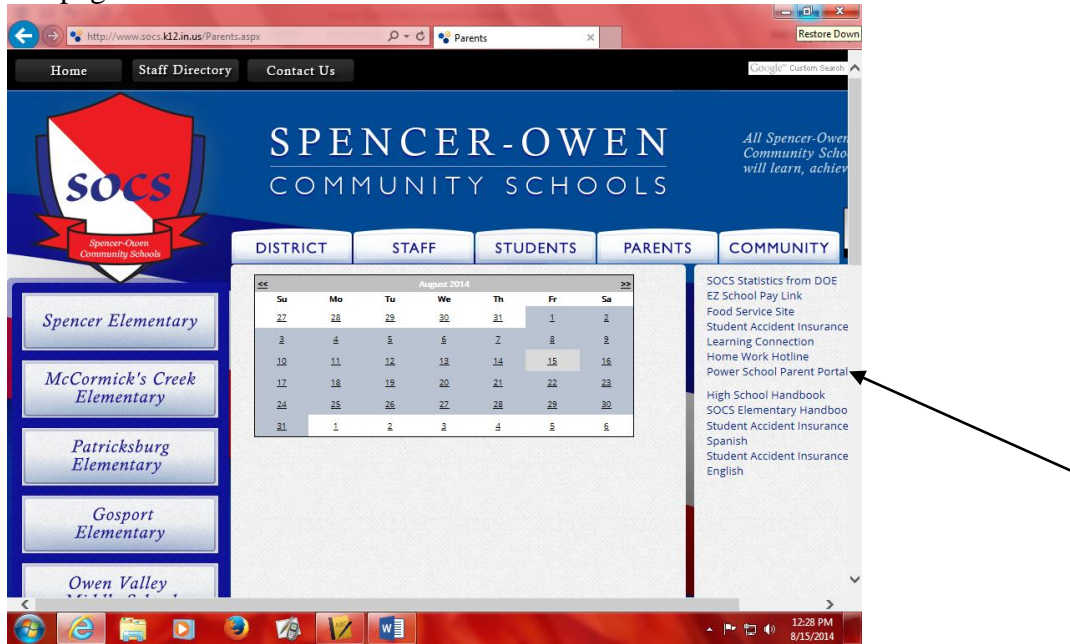 http://www.socs.k12.in.us/Parents.aspx
Parents
Restore Down
Home Staff Directory Contact Us
Google™ Custom Search
SPENCER-OWEN
COMMUNITY SCHOOLS
All Spencer-Owen
Community Scho
will learn, achiev
SOCS
Spencer-Owen
Community Schools
DISTRICT STAFF STUDENTS PARENTS COMMUNITY
<< August 2014 >>
Su Mo Tu We Th Fr Sa
27 28 29 30 31 1 2
3 4 5 6 7 8 9
10 11 12 13 14 15 16
17 18 19 20 21 22 23
24 25 26 27 28 29 30
31 1 2 3 4 5 6
SOCS Statistics from DOE
EZ School Pay Link
Food Service Site
Student Accident Insurance
Learning Connection
Home Work Hotline
Power School Parent Portal
High School Handbook
SOCS Elementary Handboo
Student Accident Insurance
Spanish
Student Accident Insurance
English
Spencer Elementary
McCormick's Creek
Elementary
Patricksburg
Elementary
Gosport
Elementary
Owen Valley
12:28 PM
8/15/2014